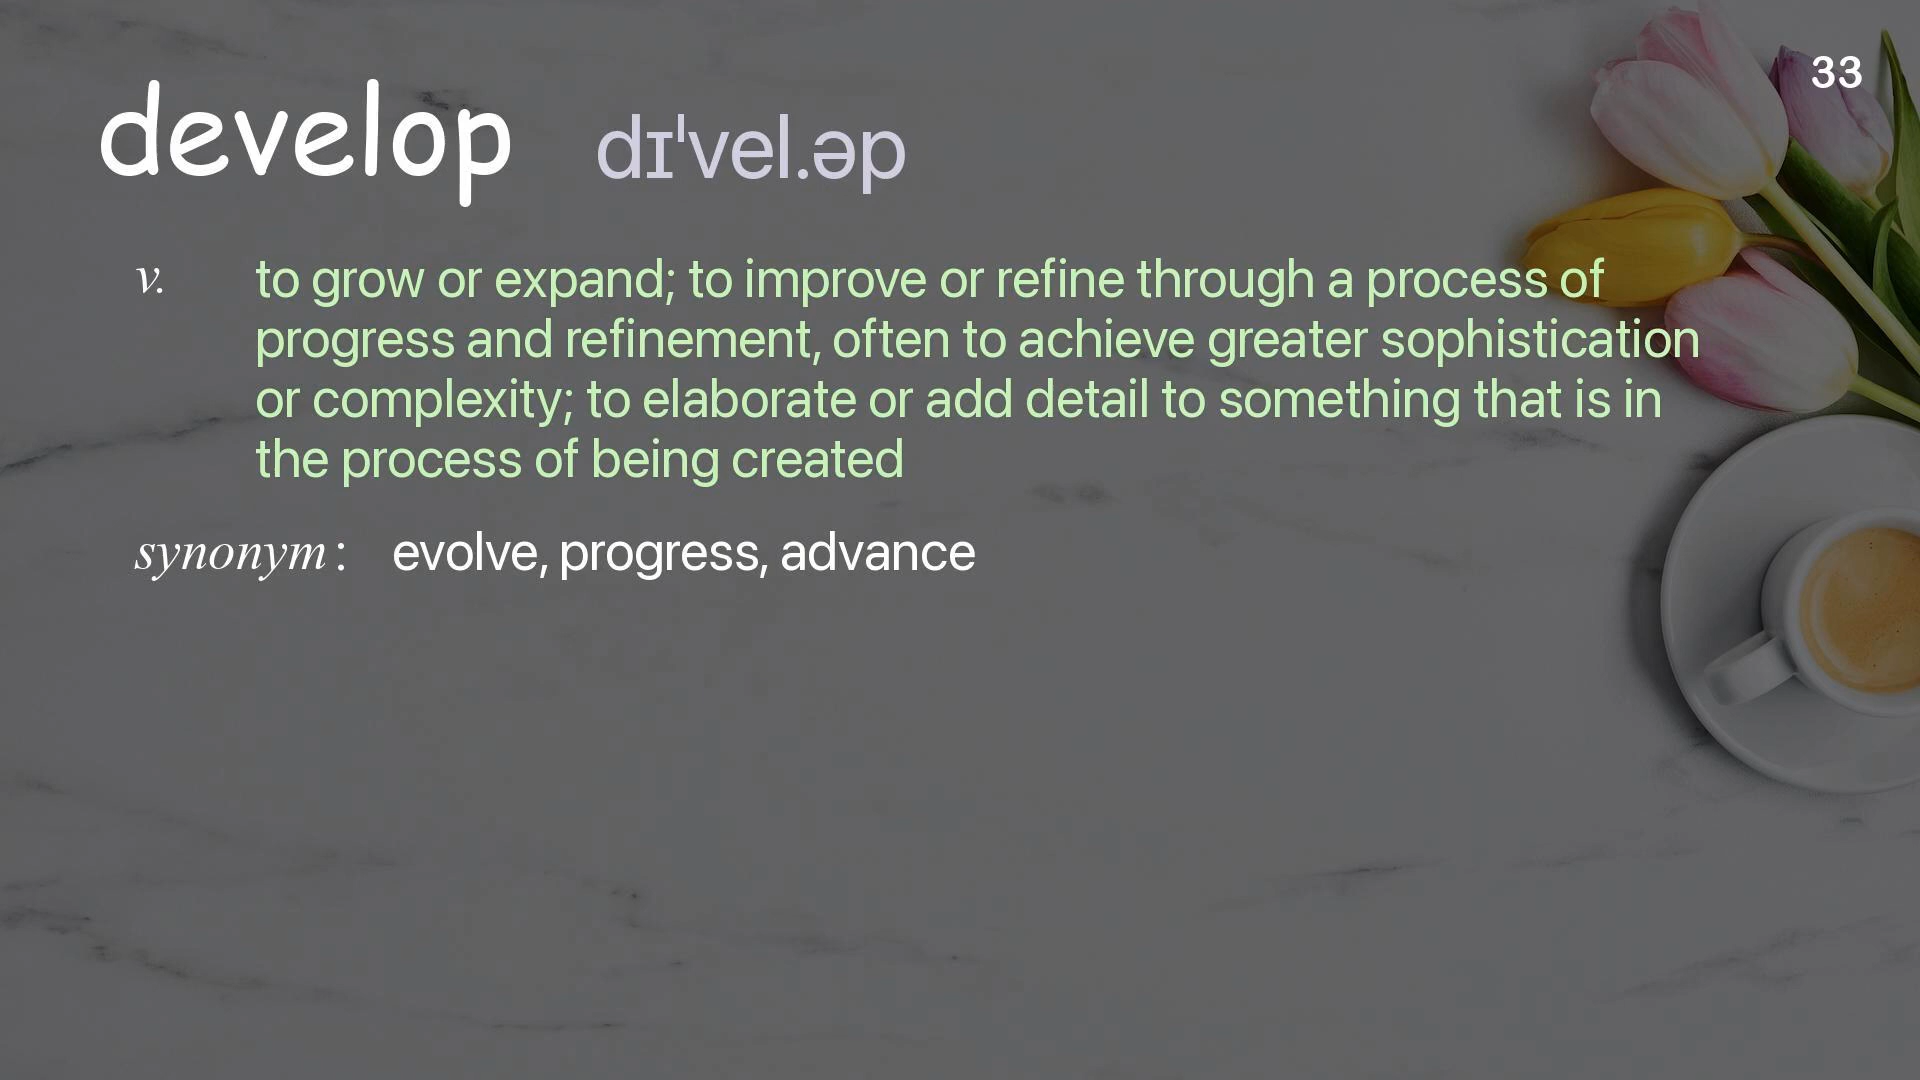 33
develop dɪˈvel.əp
v. to grow or expand; to improve or refine through a process of
progress and refinement, often to achieve greater sophistication
or complexity; to elaborate or add detail to something that is in
the process of being created
synonym : evolve, progress, advance